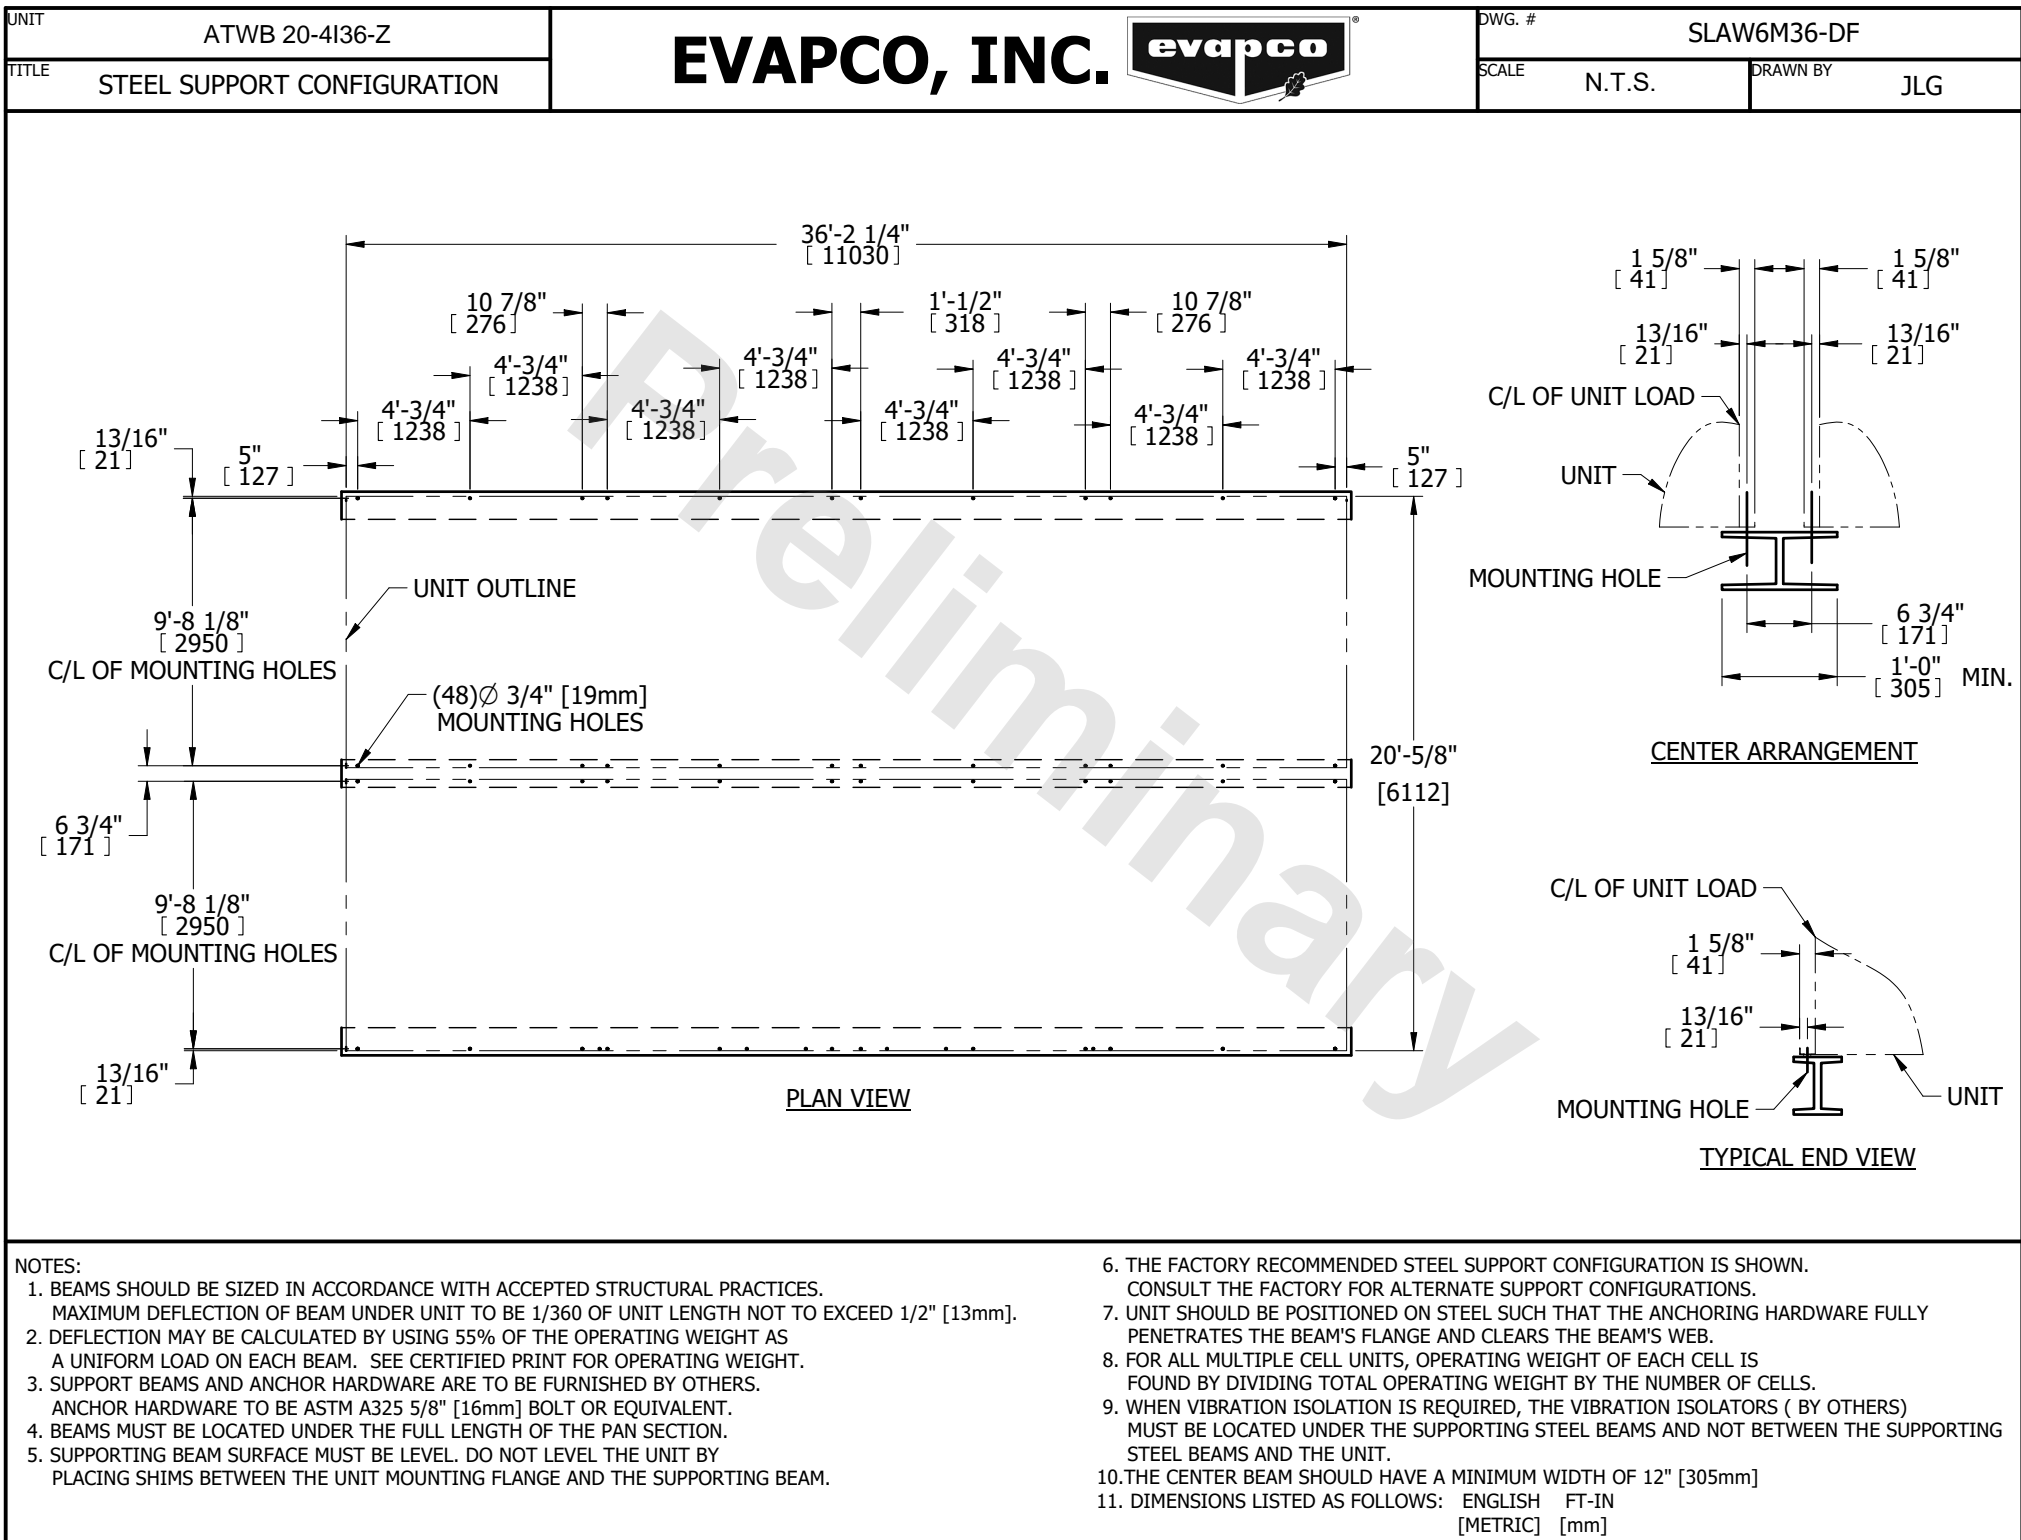 UNIT
ATWB 20-4I36-Z
TITLE
STEEL SUPPORT CONFIGURATION
EVAPCO, INC.
evapco
®
DWG. #
SLAW6M36-DF
SCALE
N.T.S.
DRAWN BY
JLG
36'-2 1/4"
[ 11030 ]
10 7/8"
[ 276 ]
1'-1/2"
[ 318 ]
10 7/8"
[ 276 ]
4'-3/4"
[ 1238 ]
4'-3/4"
[ 1238 ]
4'-3/4"
[ 1238 ]
4'-3/4"
[ 1238 ]
4'-3/4"
[ 1238 ]
4'-3/4"
[ 1238 ]
4'-3/4"
[ 1238 ]
4'-3/4"
[ 1238 ]
13/16"
[ 21 ]
5"
[ 127 ]
5"
[ 127 ]
UNIT OUTLINE
9'-8 1/8"
[ 2950 ]
C/L OF MOUNTING HOLES
(48)Ø 3/4" [19mm]
MOUNTING HOLES
20'-5/8"
[6112]
6 3/4"
[ 171 ]
9'-8 1/8"
[ 2950 ]
C/L OF MOUNTING HOLES
13/16"
[ 21 ]
PLAN VIEW
Preliminary
1 5/8"
[ 41 ]
1 5/8"
[ 41 ]
13/16"
[ 21 ]
13/16"
[ 21 ]
C/L OF UNIT LOAD
UNIT
MOUNTING HOLE
6 3/4"
[ 171 ]
1'-0"
[ 305 ] MIN.
CENTER ARRANGEMENT
C/L OF UNIT LOAD
1 5/8"
[ 41 ]
13/16"
[ 21 ]
MOUNTING HOLE
UNIT
TYPICAL END VIEW
NOTES:
1. BEAMS SHOULD BE SIZED IN ACCORDANCE WITH ACCEPTED STRUCTURAL PRACTICES.
MAXIMUM DEFLECTION OF BEAM UNDER UNIT TO BE 1/360 OF UNIT LENGTH NOT TO EXCEED 1/2" [13mm].
2. DEFLECTION MAY BE CALCULATED BY USING 55% OF THE OPERATING WEIGHT AS
A UNIFORM LOAD ON EACH BEAM. SEE CERTIFIED PRINT FOR OPERATING WEIGHT.
3. SUPPORT BEAMS AND ANCHOR HARDWARE ARE TO BE FURNISHED BY OTHERS.
ANCHOR HARDWARE TO BE ASTM A325 5/8" [16mm] BOLT OR EQUIVALENT.
4. BEAMS MUST BE LOCATED UNDER THE FULL LENGTH OF THE PAN SECTION.
5. SUPPORTING BEAM SURFACE MUST BE LEVEL. DO NOT LEVEL THE UNIT BY
PLACING SHIMS BETWEEN THE UNIT MOUNTING FLANGE AND THE SUPPORTING BEAM.
6. THE FACTORY RECOMMENDED STEEL SUPPORT CONFIGURATION IS SHOWN.
CONSULT THE FACTORY FOR ALTERNATE SUPPORT CONFIGURATIONS.
7. UNIT SHOULD BE POSITIONED ON STEEL SUCH THAT THE ANCHORING HARDWARE FULLY
PENETRATES THE BEAM'S FLANGE AND CLEARS THE BEAM'S WEB.
8. FOR ALL MULTIPLE CELL UNITS, OPERATING WEIGHT OF EACH CELL IS
FOUND BY DIVIDING TOTAL OPERATING WEIGHT BY THE NUMBER OF CELLS.
9. WHEN VIBRATION ISOLATION IS REQUIRED, THE VIBRATION ISOLATORS ( BY OTHERS)
MUST BE LOCATED UNDER THE SUPPORTING STEEL BEAMS AND NOT BETWEEN THE SUPPORTING
STEEL BEAMS AND THE UNIT.
10.THE CENTER BEAM SHOULD HAVE A MINIMUM WIDTH OF 12" [305mm]
11. DIMENSIONS LISTED AS FOLLOWS: ENGLISH FT-IN
[METRIC] [mm]